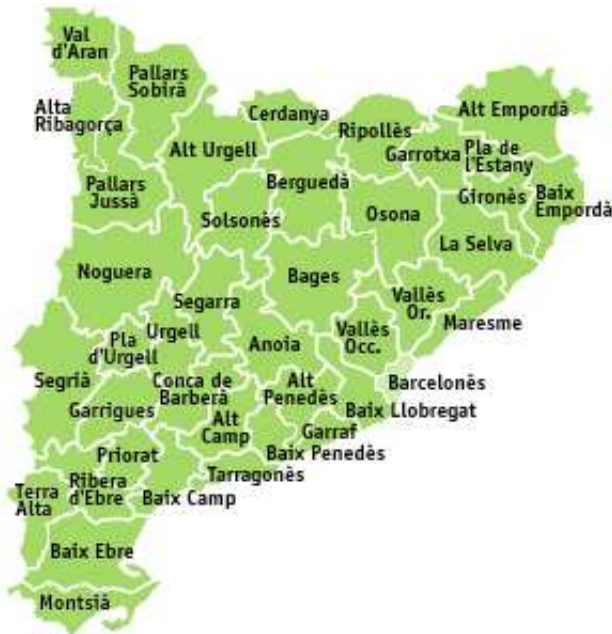 Val
d'Aran
Pallars
Sobirà
Alta
Ribagorça
Cerdanya
Alt Empordà
Ripollès
Alt Urgell
Garrotxa
Pla de
l'Estany
Pallars
Jussà
Berguedà
Gironès
Baix
Empordà
Solsonès
Osona
La Selva
Noguera
Bages
Segarra
Vallès
Or.
Maresme
Urgell
Pla
d'Urgell
Anoia
Vallès
Occ.
Segrià
Conca de
Barberà
Alt
Penedès
Barcelonès
Garrigues
Baix Llobregat
Alt
Camp
Garraf
Baix Penedès
Priorat
Tarragonès
Terra
Alta
Ribera
d'Ebre
Baix Camp
Baix Ebre
Montsià